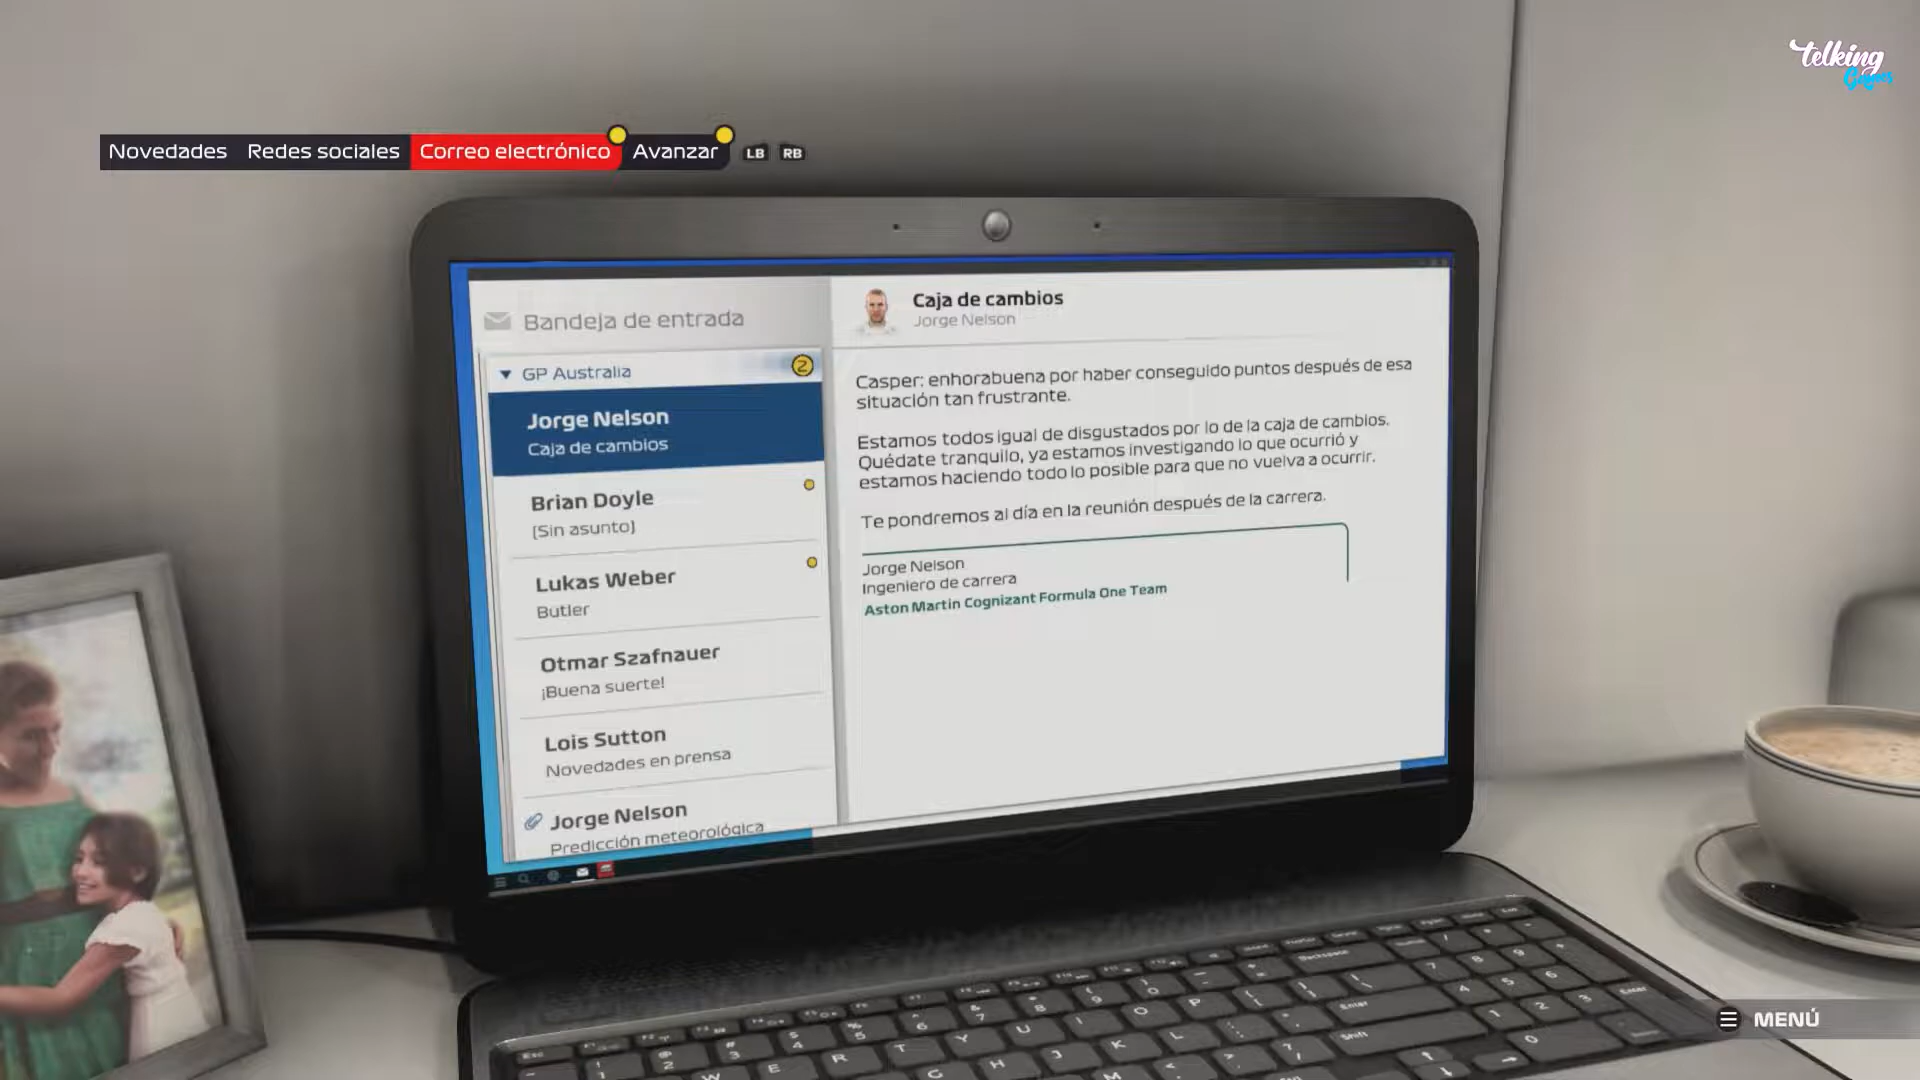 telking
Games
Novedades Redes sociales Correo electrónico Avanzar LB RB
Bandeja de entrada
GP Australia 2
Jorge Nelson
Caja de cambios
Brian Doyle
(Sin asunto)
Lukas Weber
Butler
Otmar Szafnauer
¡Buena suerte!
Lois Sutton
Novedades en prensa
Jorge Nelson
Predicción meteorológica
Caja de cambios
Jorge Nelson
Casper: enhorabuena por haber conseguido puntos después de esa
situación tan frustrante.
Estamos todos igual de disgustados por lo de la caja de cambios.
Quédate tranquilo, ya estamos investigando lo que ocurrió y
estamos haciendo todo lo posible para que no vuelva a ocurrir.
Te pondremos al día en la reunión después de la carrera.
Jorge Nelson
Ingeniero de carrera
Aston Martin Cognizant Formula One Team
MENÚ